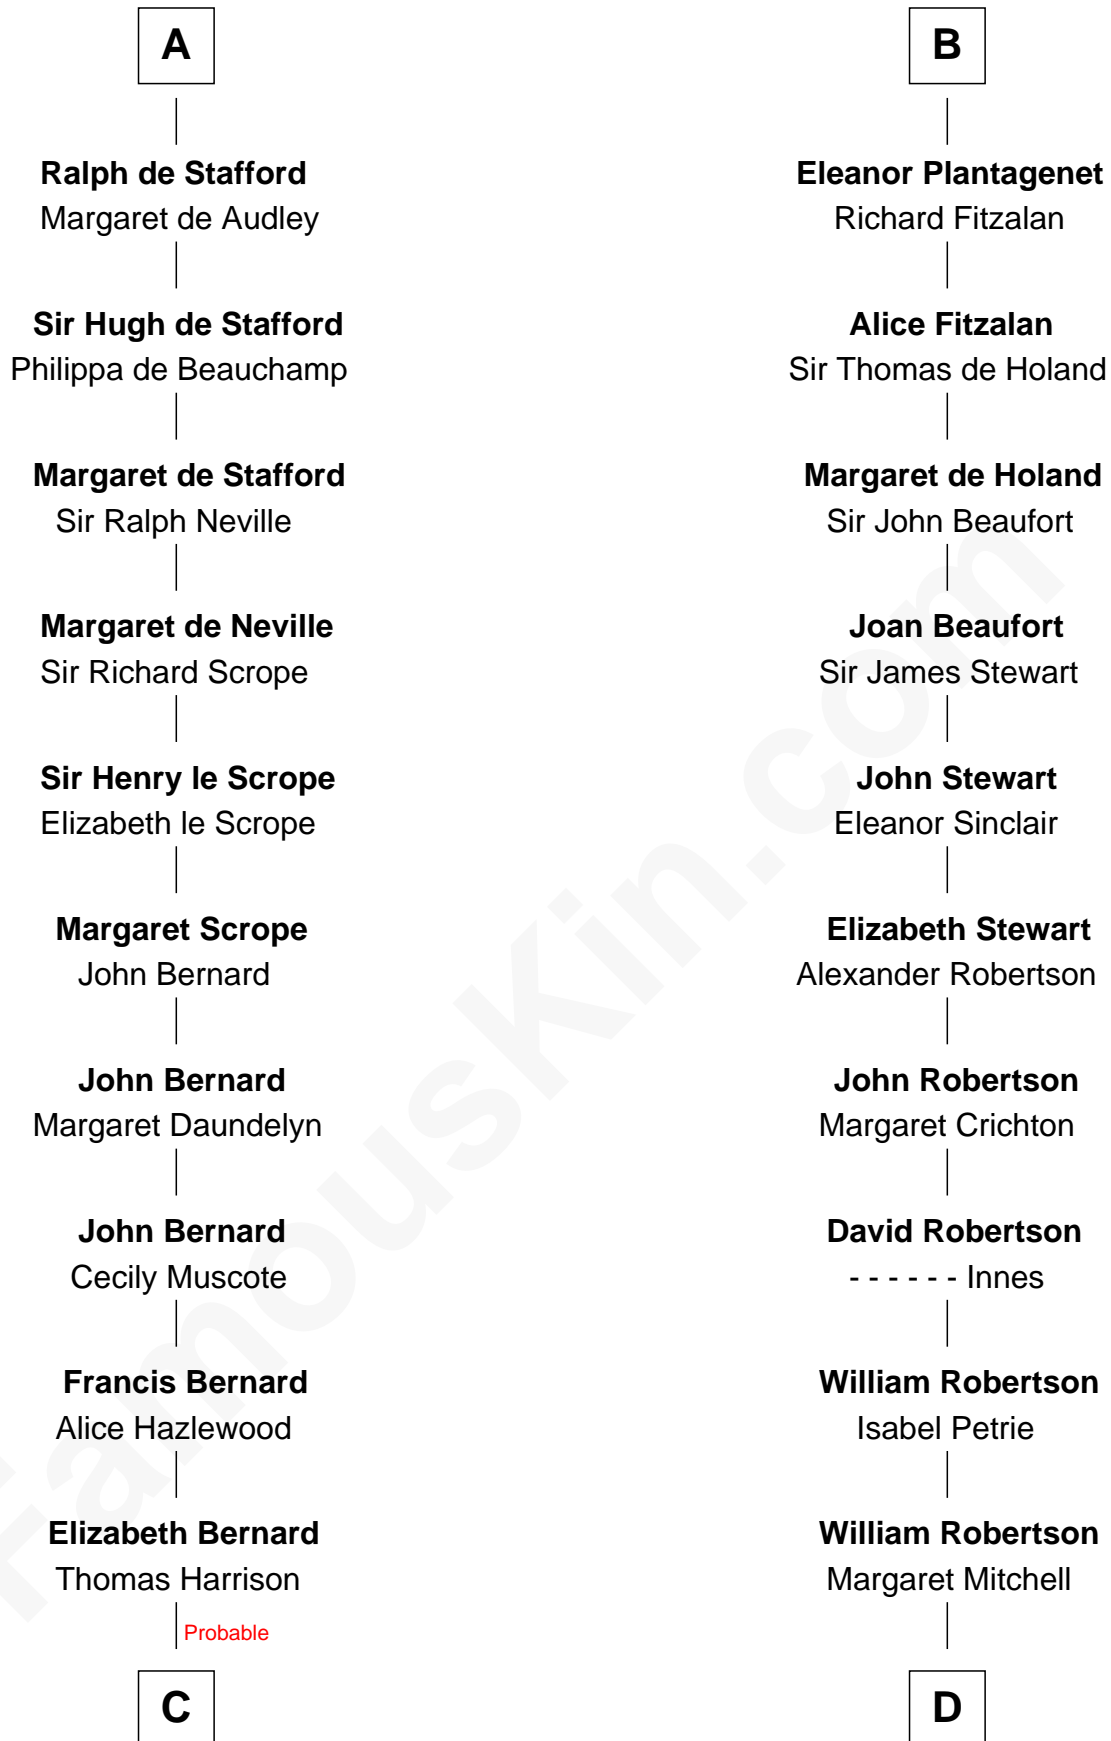 A
Ralph de Stafford
Margaret de Audley
Sir Hugh de Stafford
Philippa de Beauchamp
Margaret de Stafford
Sir Ralph Neville
Margaret de Neville
Sir Richard Scrope
Sir Henry le Scrope
Elizabeth le Scrope
Margaret Scrope
John Bernard
John Bernard
Margaret Daundelyn
John Bernard
Cecily Muscote
Francis Bernard
Alice Hazlewood
Elizabeth Bernard
Thomas Harrison
Probable
C
B
Eleanor Plantagenet
Richard Fitzalan
Alice Fitzalan
Sir Thomas de Holand
Margaret de Holand
Sir John Beaufort
Joan Beaufort
Sir James Stewart
John Stewart
Eleanor Sinclair
Elizabeth Stewart
Alexander Robertson
John Robertson
Margaret Crichton
David Robertson
- - - - - - Innes
William Robertson
Isabel Petrie
William Robertson
Margaret Mitchell
D
FamousKin.com